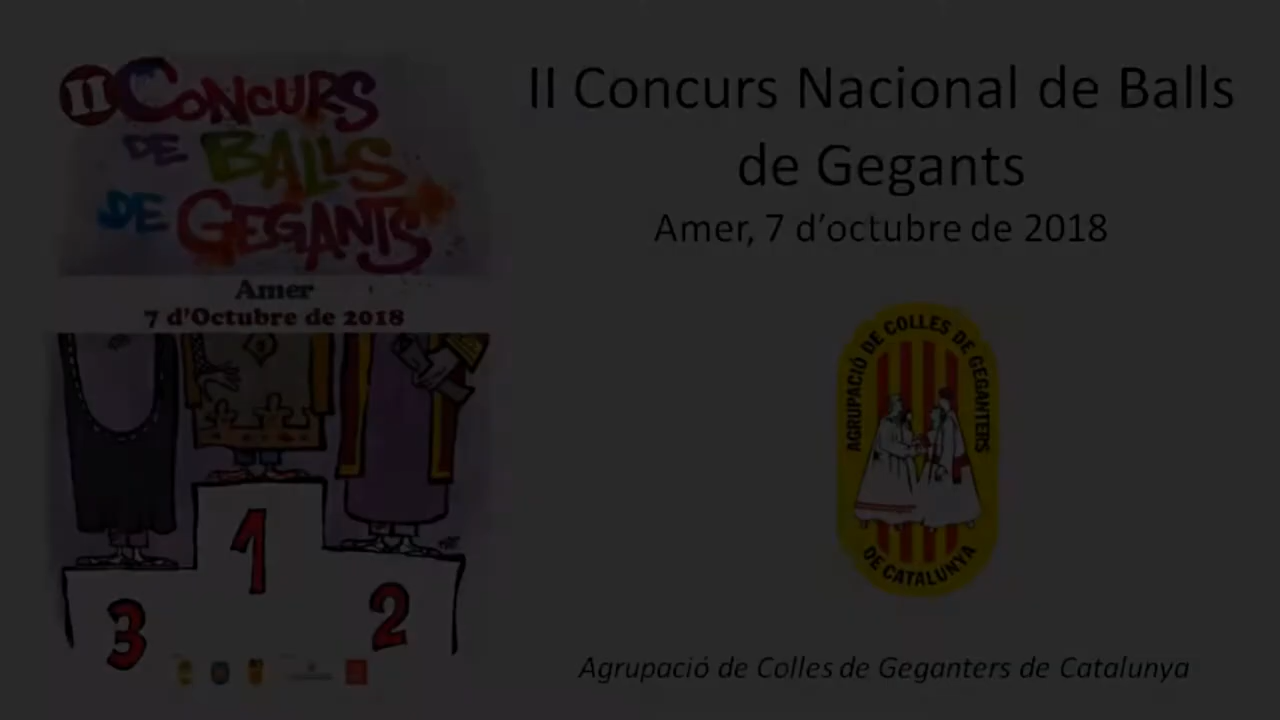 II CONCURS
DE BALLS
DE GEGANTS
Amer
7 d'Octubre de 2018
1
2
3
II Concurs Nacional de Balls
de Gegants
Amer, 7 d'octubre de 2018
AGRUPACIÓ DE COLLES DE GEGANTERS
DE CATALUNYA
Agrupació de Colles de Geganters de Catalunya